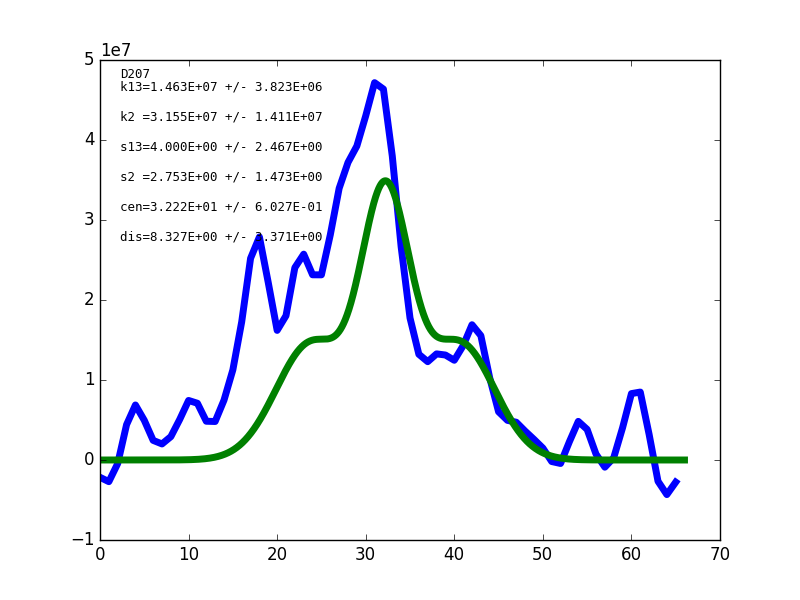 1e7
D207
k13=1.463E+07 +/- 3.823E+06
k2 =3.155E+07 +/- 1.411E+07
s13=4.000E+00 +/- 2.467E+00
s2 =2.753E+00 +/- 1.473E+00
cen=3.222E+01 +/- 6.027E-01
dis=8.327E+00 +/- 3.371E+00
5
4
3
2
1
0
−1
0 10 20 30 40 50 60 70